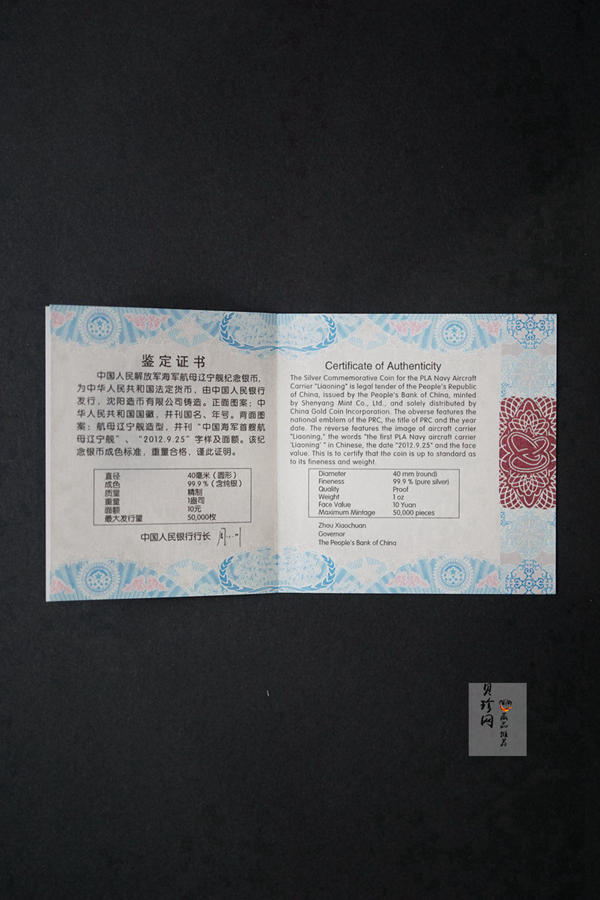 鉴定证书
中国人民解放军海军航母辽宁舰纪念银币，
为中华人民共和国法定货币，由中国人民银行
发行，沈阳造币有限公司铸造。正面图案：中
华人民共和国国徽，并刊国名、年号。背面图
案：航母辽宁舰造型，并刊“中国海军首艘航
母辽宁舰”、“2012.9.25”字样及面额。该纪
念银币成色标准，重量合格，谨此证明。
直径 40毫米（圆形）
成色 99.9％（含纯银）
质量 精制
重量 1盎司
面额 10元
最大发行量 50,000枚
中国人民银行行长
Certificate of Authenticity
The Silver Commemorative Coin for the PLA Navy Aircraft
Carrier "Liaoning" is legal tender of the People's Republic
of China, issued by the People's Bank of China, minted
by Shenyang Mint Co., Ltd., and solely distributed by
China Gold Coin Incorporation. The obverse features the
national emblem of the PRC, the title of PRC and the year
date. The reverse features the image of aircraft carrier
"Liaoning," the words "the first PLA Navy aircraft carrier
'Liaoning' " in Chinese, the date "2012.9.25" and the face
value. This is to certify that the coin is up to standard as
to its fineness and weight.
Diameter 40 mm (round)
Fineness 99.9 % (pure silver)
Quality Proof
Weight 1 oz
Face Value 10 Yuan
Maximum Mintage 50,000 pieces
Zhou Xiaochuan
Governor
The People's Bank of China
贝珍网
藏品推荐